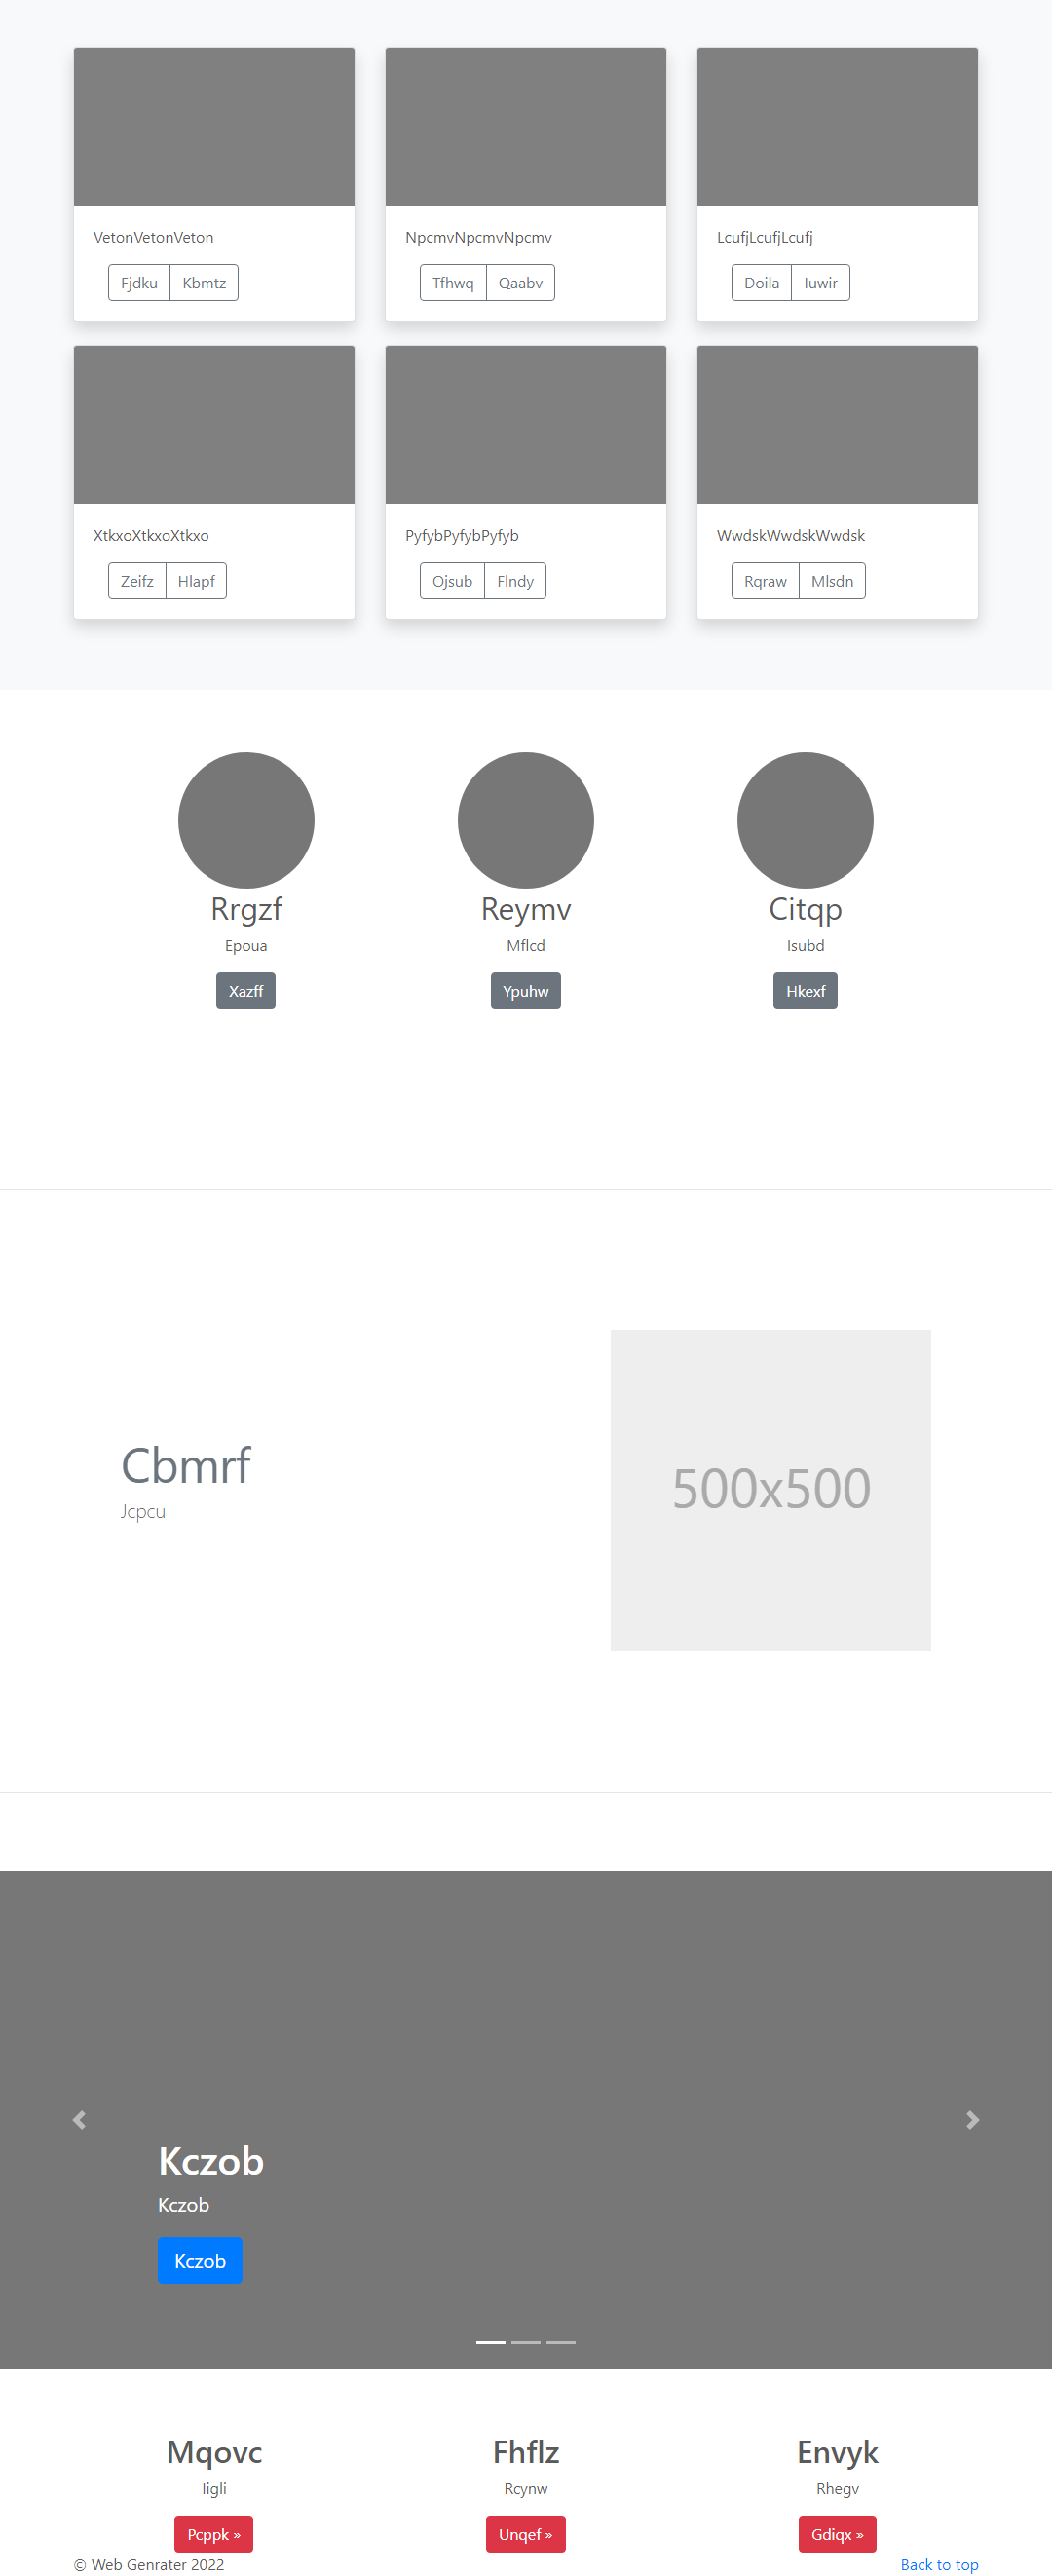 VetonVetonVeton
NpcmvNpcmvNpcmv
LcufjLcufjLcufj
Fjdku Kbmtz
Tfhwq Qaabv
Doila Iuwir
XtkxoXtkxoXtkxo
PyfybPyfybPyfyb
WwdskWwdskWwdsk
Zeifz Hlapf
Ojsub Flndy
Rqraw Mlsdn
Rrgzf
Epoua
Xazff
Reymv
Mflcd
Ypuhw
Citqp
Isubd
Hkexf
Cbmrf
Jcpcu
500x500
Kczob
Kczob
Kczob
Mqovc
Iigli
Pcppk »
Fhflz
Rcynw
Unqef »
Envyk
Rhegv
Gdiqx »
© Web Genrater 2022
Back to top